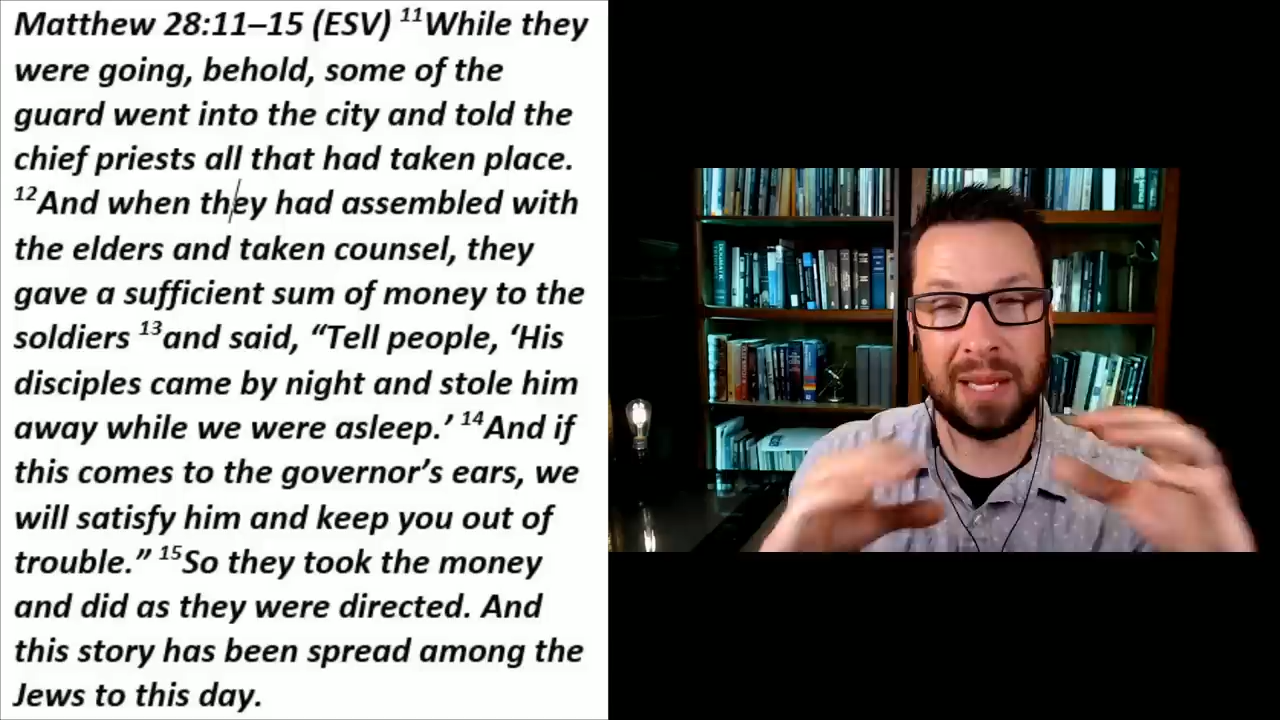 Matthew 28:11–15 (ESV) ¹¹While they
were going, behold, some of the
guard went into the city and told the
chief priests all that had taken place.
¹²And when they had assembled with
the elders and taken counsel, they
gave a sufficient sum of money to the
soldiers ¹³and said, “Tell people, ‘His
disciples came by night and stole him
away while we were asleep.’ ¹⁴And if
this comes to the governor’s ears, we
will satisfy him and keep you out of
trouble.” ¹⁵So they took the money
and did as they were directed. And
this story has been spread among the
Jews to this day.